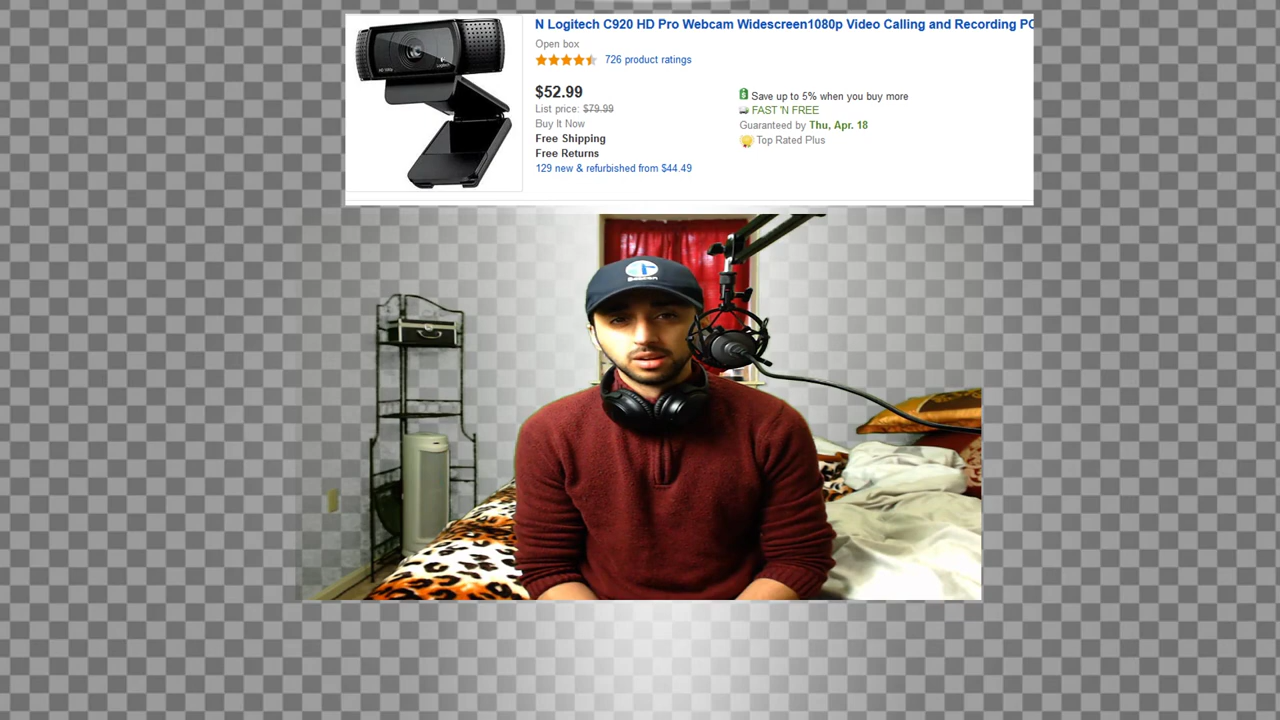 N Logitech C920 HD Pro Webcam Widescreen1080p Video Calling and Recording PC
Open box
726 product ratings
$52.99
List price: $79.99
Buy It Now
Free Shipping
Free Returns
129 new & refurbished from $44.49
Save up to 5% when you buy more
FAST 'N FREE
Guaranteed by Thu, Apr. 18
Top Rated Plus